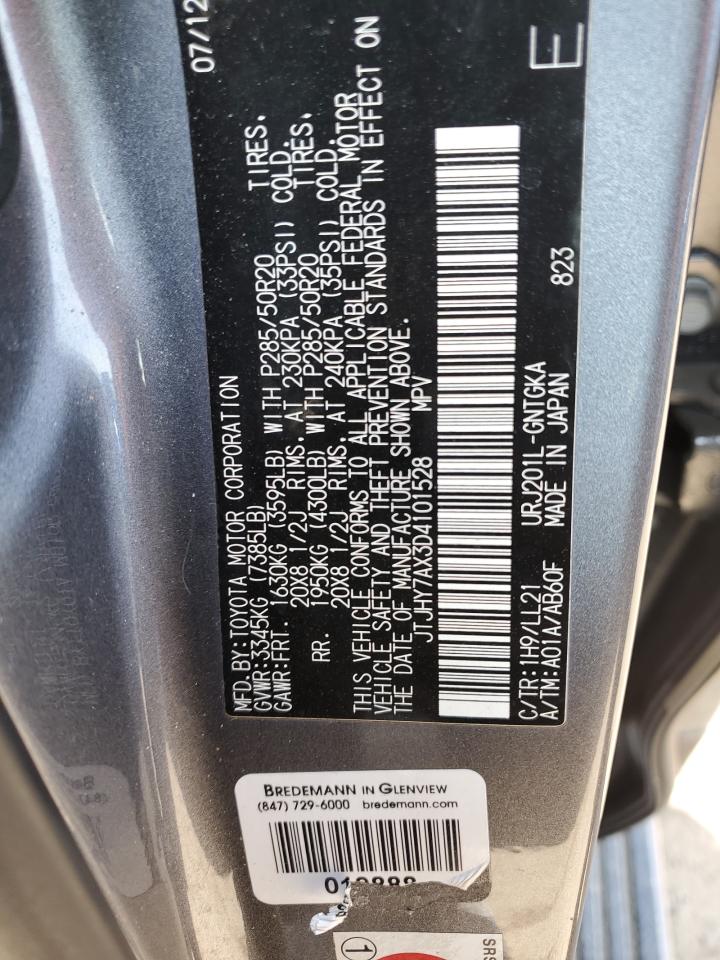 07/12
MFD. BY:TOYOTA MOTOR CORPORATION
GVWR:3345KG (7385LB)
GAWR:FRT. 1630KG (3595LB) WITH P285/50R20 TIRES.
20X8 1/2J RIMS. AT 230KPA (33PSI) COLD.
RR. 1950KG (4300LB) WITH P285/50R20 TIRES.
20X8 1/2J RIMS. AT 240KPA (35PSI) COLD.
THIS VEHICLE CONFORMS TO ALL APPLICABLE FEDERAL MOTOR
VEHICLE SAFETY AND THEFT PREVENTION STANDARDS IN EFFECT ON
THE DATE OF MANUFACTURE SHOWN ABOVE.
JTJHY7AX3D4101528 MPV
C/TR:1H9/LL21 URJ201L-GNTGKA
A/TM:A01A/AB60F MADE IN JAPAN
823
E
BREDEMANN IN GLENVIEW
(847) 729-6000 bredemann.com
SRS
1